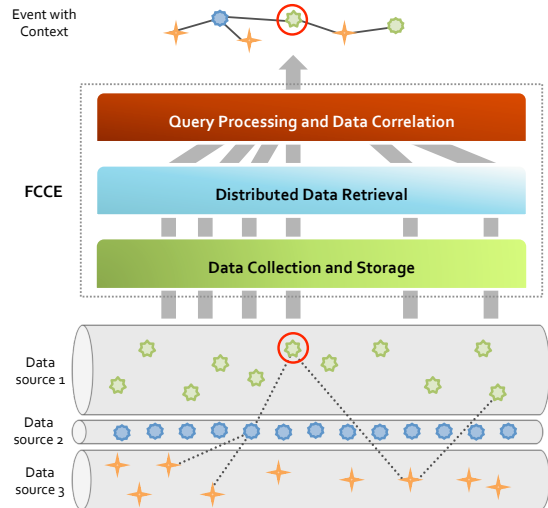 Event with
Context
Query Processing and Data Correlation
FCCE
Distributed Data Retrieval
Data Collection and Storage
Data
source 1
Data
source 2
Data
source 3